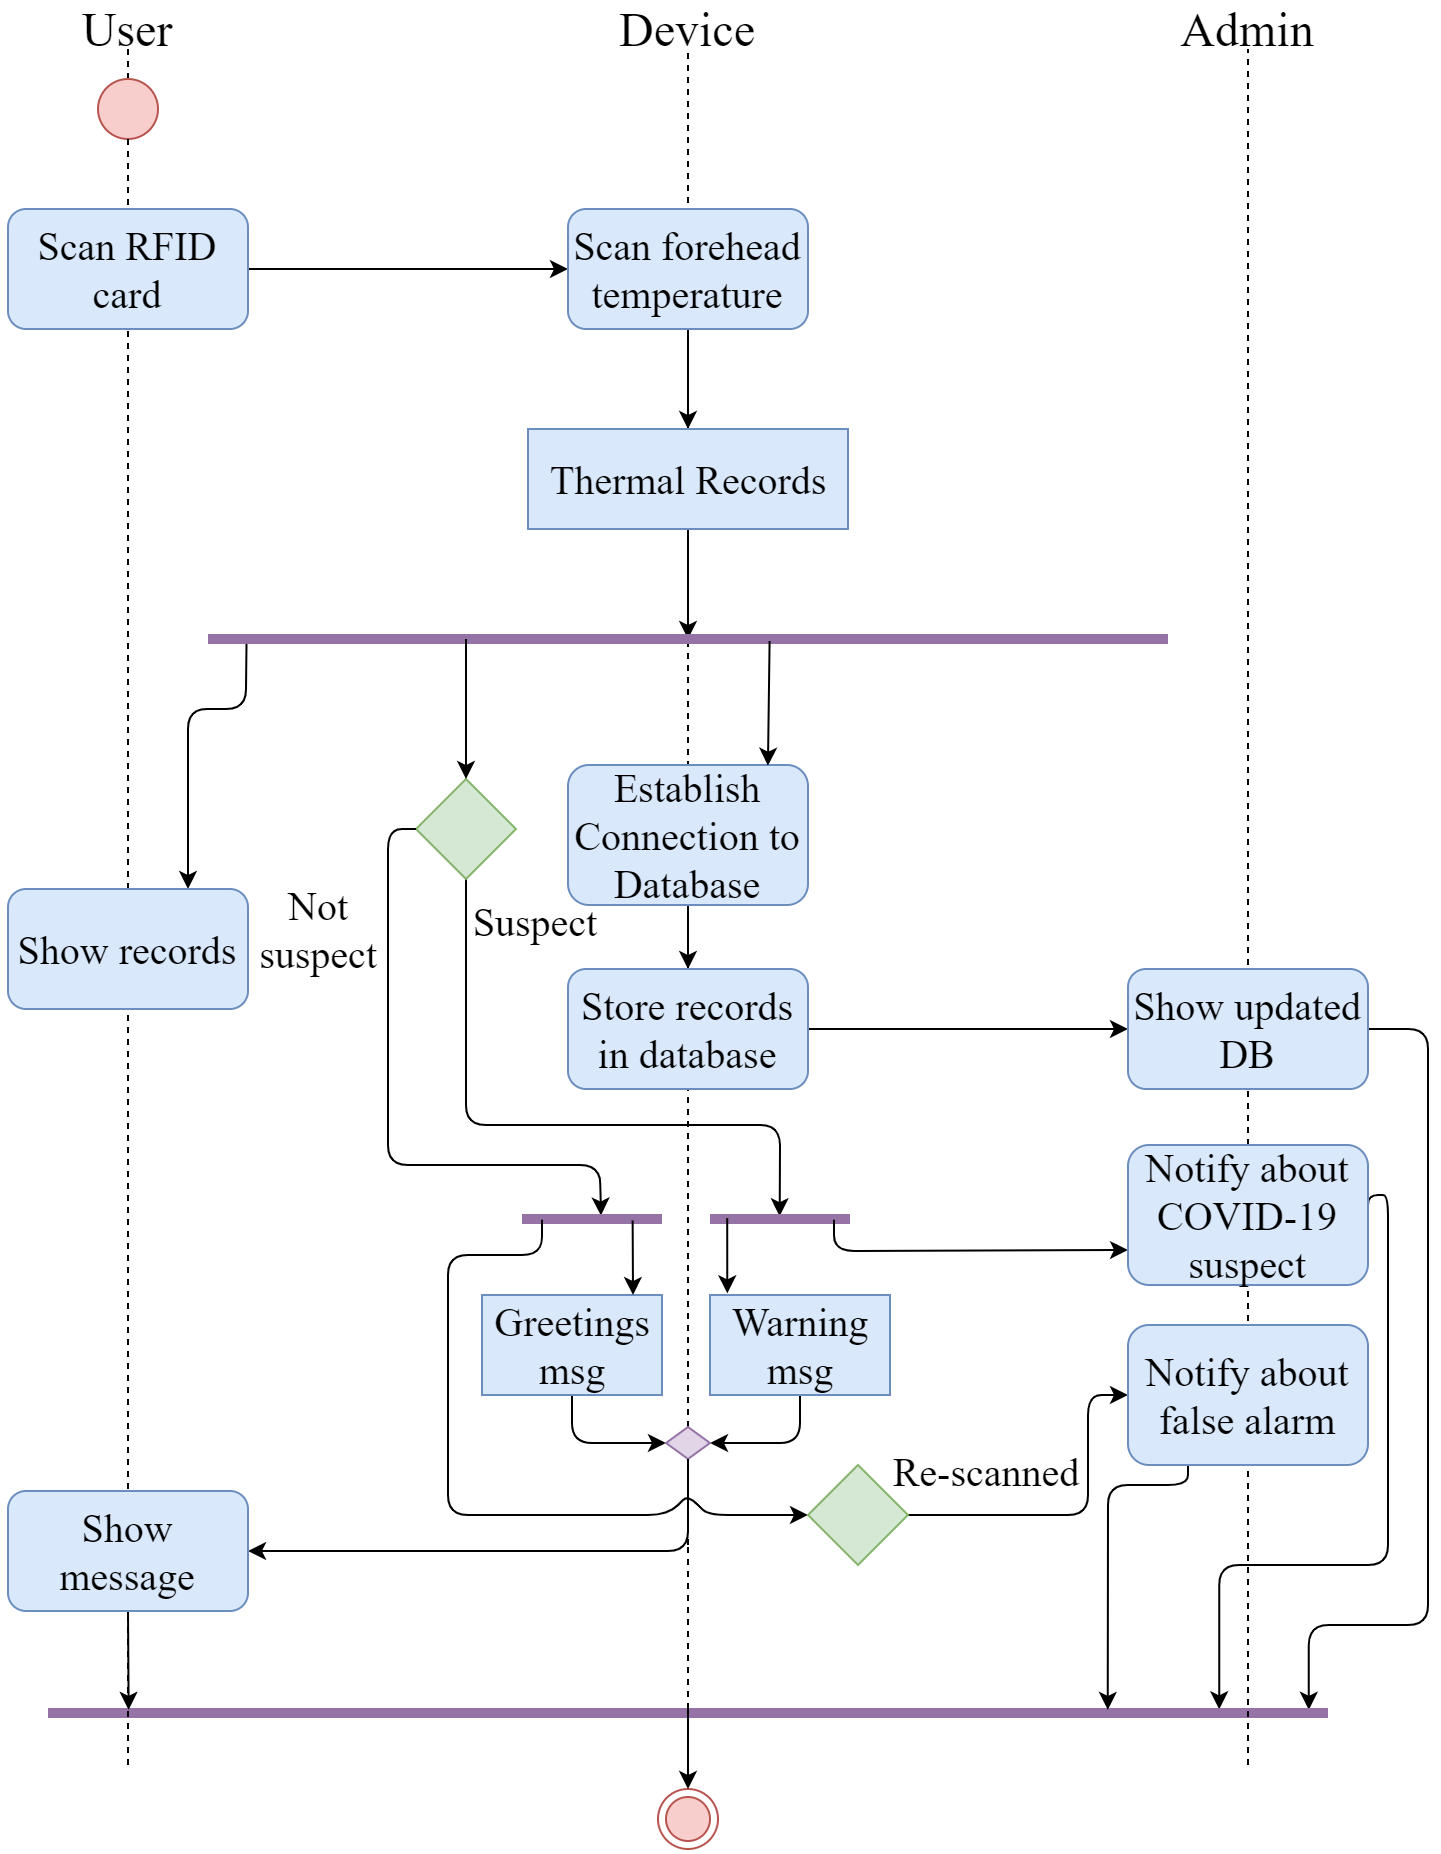 User
Device
Admin
Scan RFID
card
Scan forehead
temperature
Thermal Records
Establish
Connection to
Database
Not
suspect
Suspect
Show records
Store records
in database
Show updated
DB
Notify about
COVID-19
suspect
Greetings
msg
Warning
msg
Notify about
false alarm
Re-scanned
Show
message